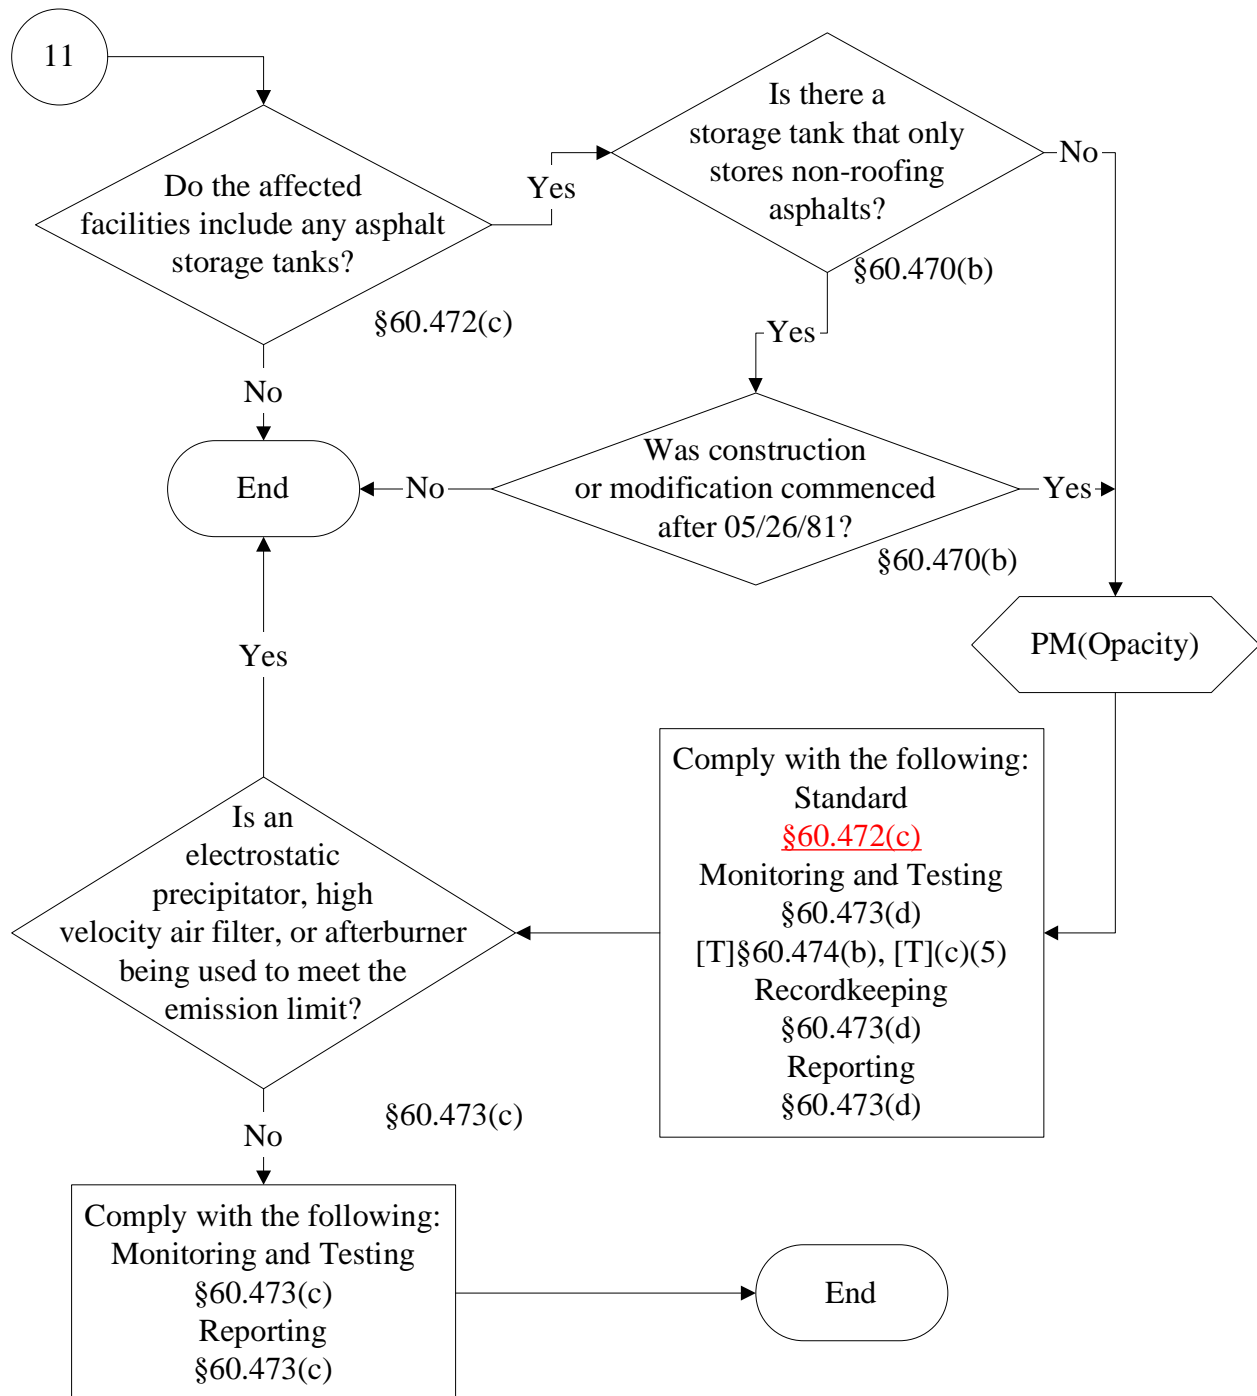 11
Do the affected
facilities include any asphalt
storage tanks?
§60.472(c)
Yes
No
Is there a
storage tank that only
stores non-roofing
asphalts?
§60.470(b)
No
Yes
Was construction
or modification commenced
after 05/26/81?
§60.470(b)
No
Yes
End
PM(Opacity)
Comply with the following:
Standard
§60.472(c)
Monitoring and Testing
§60.473(d)
[T]§60.474(b), [T](c)(5)
Recordkeeping
§60.473(d)
Reporting
§60.473(d)
Yes
Is an
electrostatic
precipitator, high
velocity air filter, or afterburner
being used to meet the
emission limit?
§60.473(c)
No
Comply with the following:
Monitoring and Testing
§60.473(c)
Reporting
§60.473(c)
End